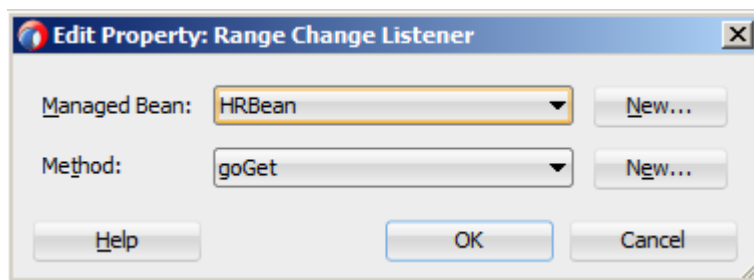 Edit Property: Range Change Listener
Managed Bean: HRBean New...
Method: goGet New...
Help OK Cancel